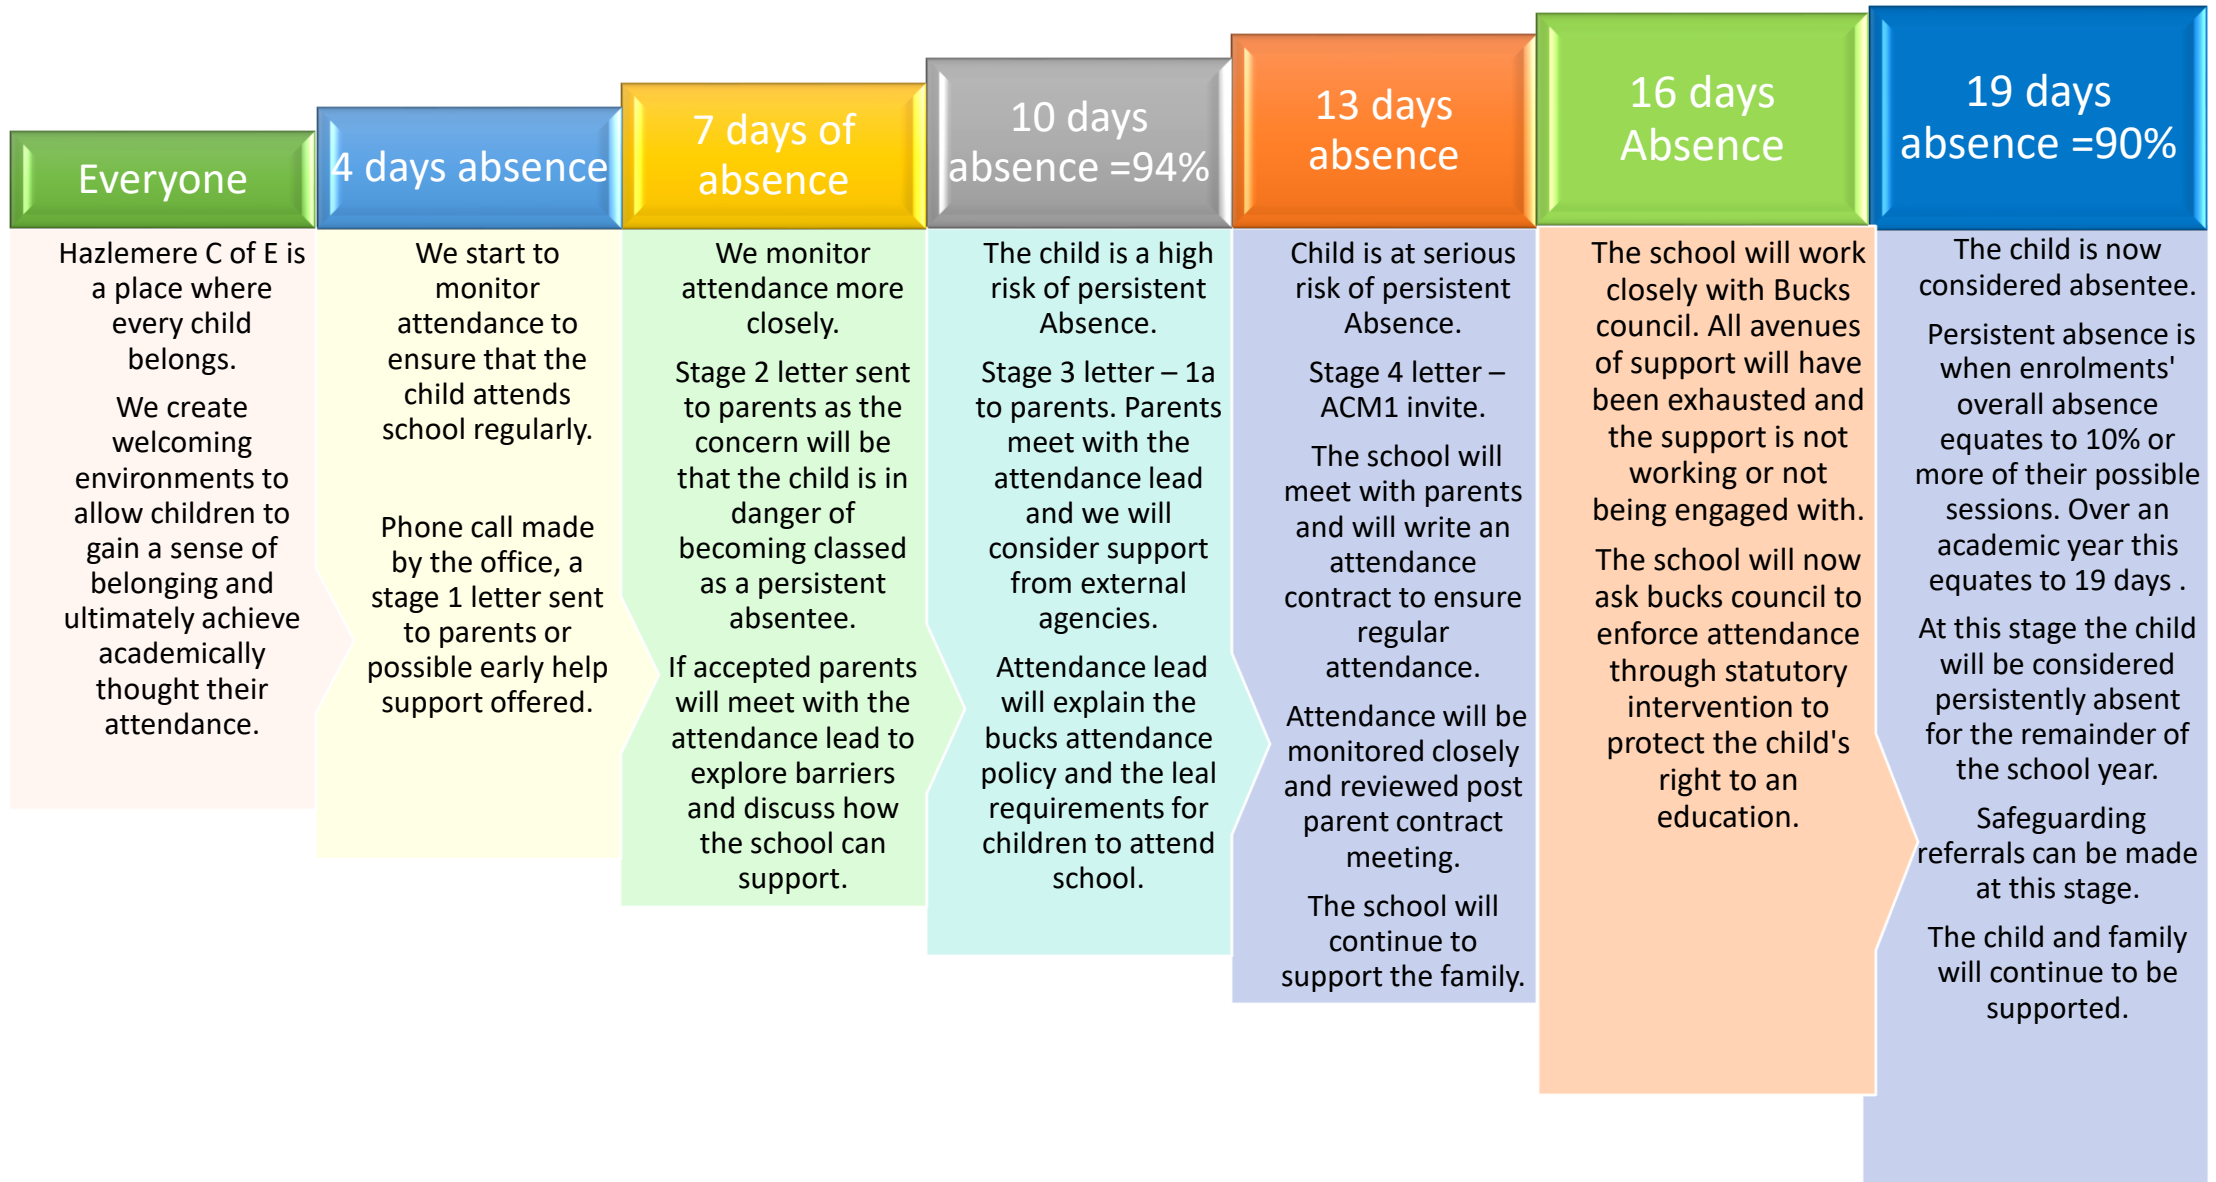 Everyone
Hazlemere C of E is
a place where
every child
belongs.
We create
welcoming
environments to
allow children to
gain a sense of
belonging and
ultimately achieve
academically
thought their
attendance.
4 days absence
We start to
monitor
attendance to
ensure that the
child attends
school regularly.
Phone call made
by the office, a
stage 1 letter sent
to parents or
possible early help
support offered.
7 days of
absence
We monitor
attendance more
closely.
Stage 2 letter sent
to parents as the
concern will be
that the child is in
danger of
becoming classed
as a persistent
absentee.
If accepted parents
will meet with the
attendance lead to
explore barriers
and discuss how
the school can
support.
10 days
absence =94%
The child is a high
risk of persistent
Absence.
Stage 3 letter – 1a
to parents. Parents
meet with the
attendance lead
and we will
consider support
from external
agencies.
Attendance lead
will explain the
bucks attendance
policy and the leal
requirements for
children to attend
school.
13 days
absence
Child is at serious
risk of persistent
Absence.
Stage 4 letter –
ACM1 invite.
The school will
meet with parents
and will write an
attendance
contract to ensure
regular
attendance.
Attendance will be
monitored closely
and reviewed post
parent contract
meeting.
The school will
continue to
support the family.
16 days
Absence
The school will work
closely with Bucks
council. All avenues
of support will have
been exhausted and
the support is not
working or not
being engaged with.
The school will now
ask bucks council to
enforce attendance
through statutory
intervention to
protect the child's
right to an
education.
19 days
absence =90%
The child is now
considered absentee.
Persistent absence is
when enrolments'
overall absence
equates to 10% or
more of their possible
sessions. Over an
academic year this
equates to 19 days .
At this stage the child
will be considered
persistently absent
for the remainder of
the school year.
Safeguarding
referrals can be made
at this stage.
The child and family
will continue to be
supported.